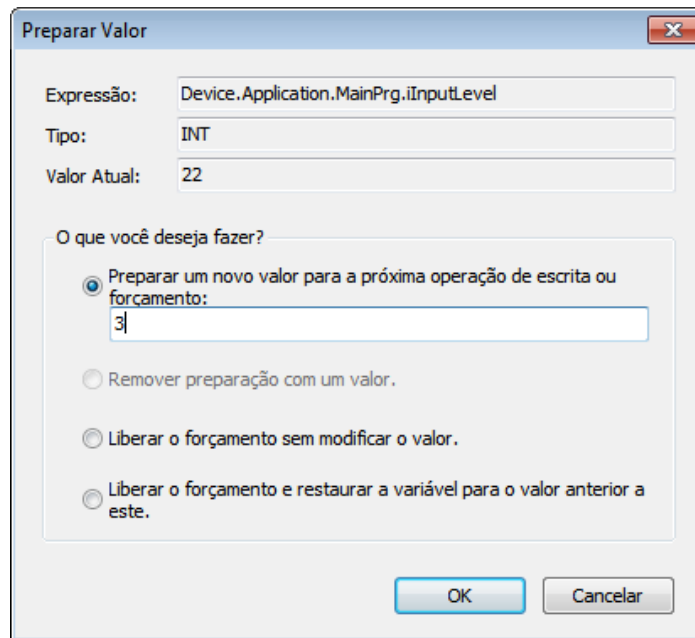 Preparar Valor
Expressão: Device.Application.MainPrg.iInputLevel
Tipo: INT
Valor Atual: 22
O que você deseja fazer?
Preparar um novo valor para a próxima operação de escrita ou
forçamento:
3
Remover preparação com um valor.
Liberar o forçamento sem modificar o valor.
Liberar o forçamento e restaurar a variável para o valor anterior a
este.
OK Cancelar